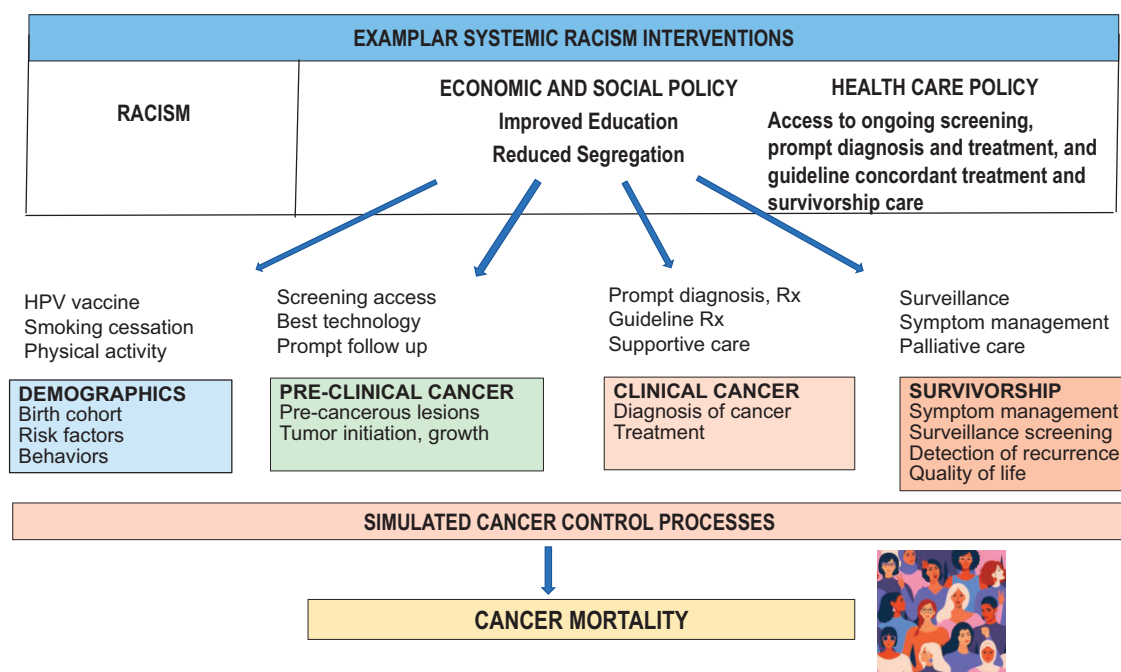 EXAMPLAR SYSTEMIC RACISM INTERVENTIONS
RACISM
ECONOMIC AND SOCIAL POLICY
Improved Education
Reduced Segregation
HEALTH CARE POLICY
Access to ongoing screening,
prompt diagnosis and treatment, and
guideline concordant treatment and
survivorship care
HPV vaccine
Smoking cessation
Physical activity
Screening access
Best technology
Prompt follow up
Prompt diagnosis, Rx
Guideline Rx
Supportive care
Surveillance
Symptom management
Palliative care
DEMOGRAPHICS
Birth cohort
Risk factors
Behaviors
PRE-CLINICAL CANCER
Pre-cancerous lesions
Tumor initiation, growth
CLINICAL CANCER
Diagnosis of cancer
Treatment
SURVIVORSHIP
Symptom management
Surveillance screening
Detection of recurrence
Quality of life
SIMULATED CANCER CONTROL PROCESSES
CANCER MORTALITY